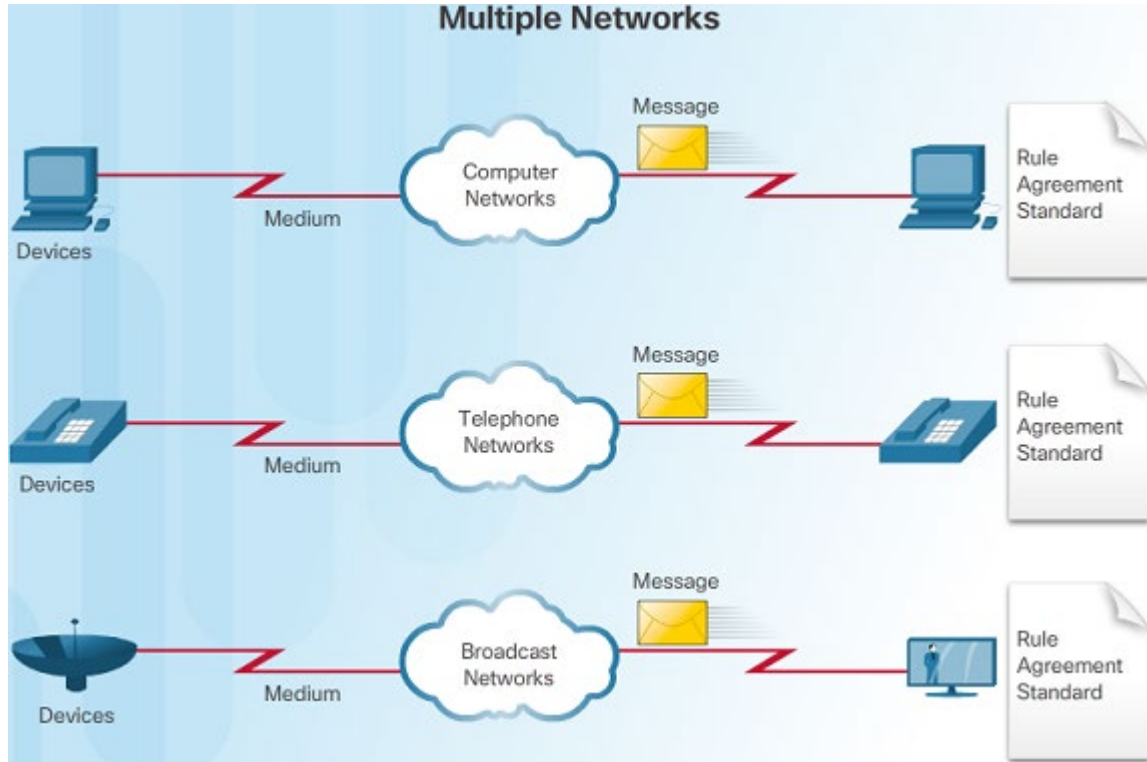 Multiple Networks
Message
Computer
Networks
Medium
Devices
Rule
Agreement
Standard
Message
Telephone
Networks
Medium
Devices
Rule
Agreement
Standard
Message
Broadcast
Networks
Medium
Devices
Rule
Agreement
Standard